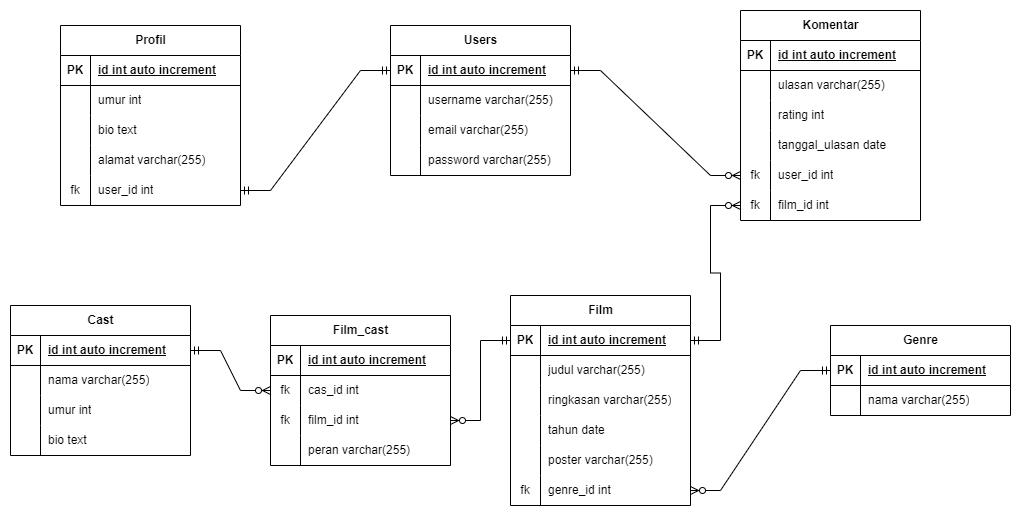 Profil
PK id int auto increment
umur int
bio text
alamat varchar(255)
fk user_id int
Users
PK id int auto increment
username varchar(255)
email varchar(255)
password varchar(255)
Komentar
PK id int auto increment
ulasan varchar(255)
rating int
tanggal_ulasan date
fk user_id int
fk film_id int
Cast
PK id int auto increment
nama varchar(255)
umur int
bio text
Film_cast
PK id int auto increment
fk cas_id int
fk film_id int
peran varchar(255)
Film
PK id int auto increment
judul varchar(255)
ringkasan varchar(255)
tahun date
poster varchar(255)
fk genre_id int
Genre
PK id int auto increment
nama varchar(255)